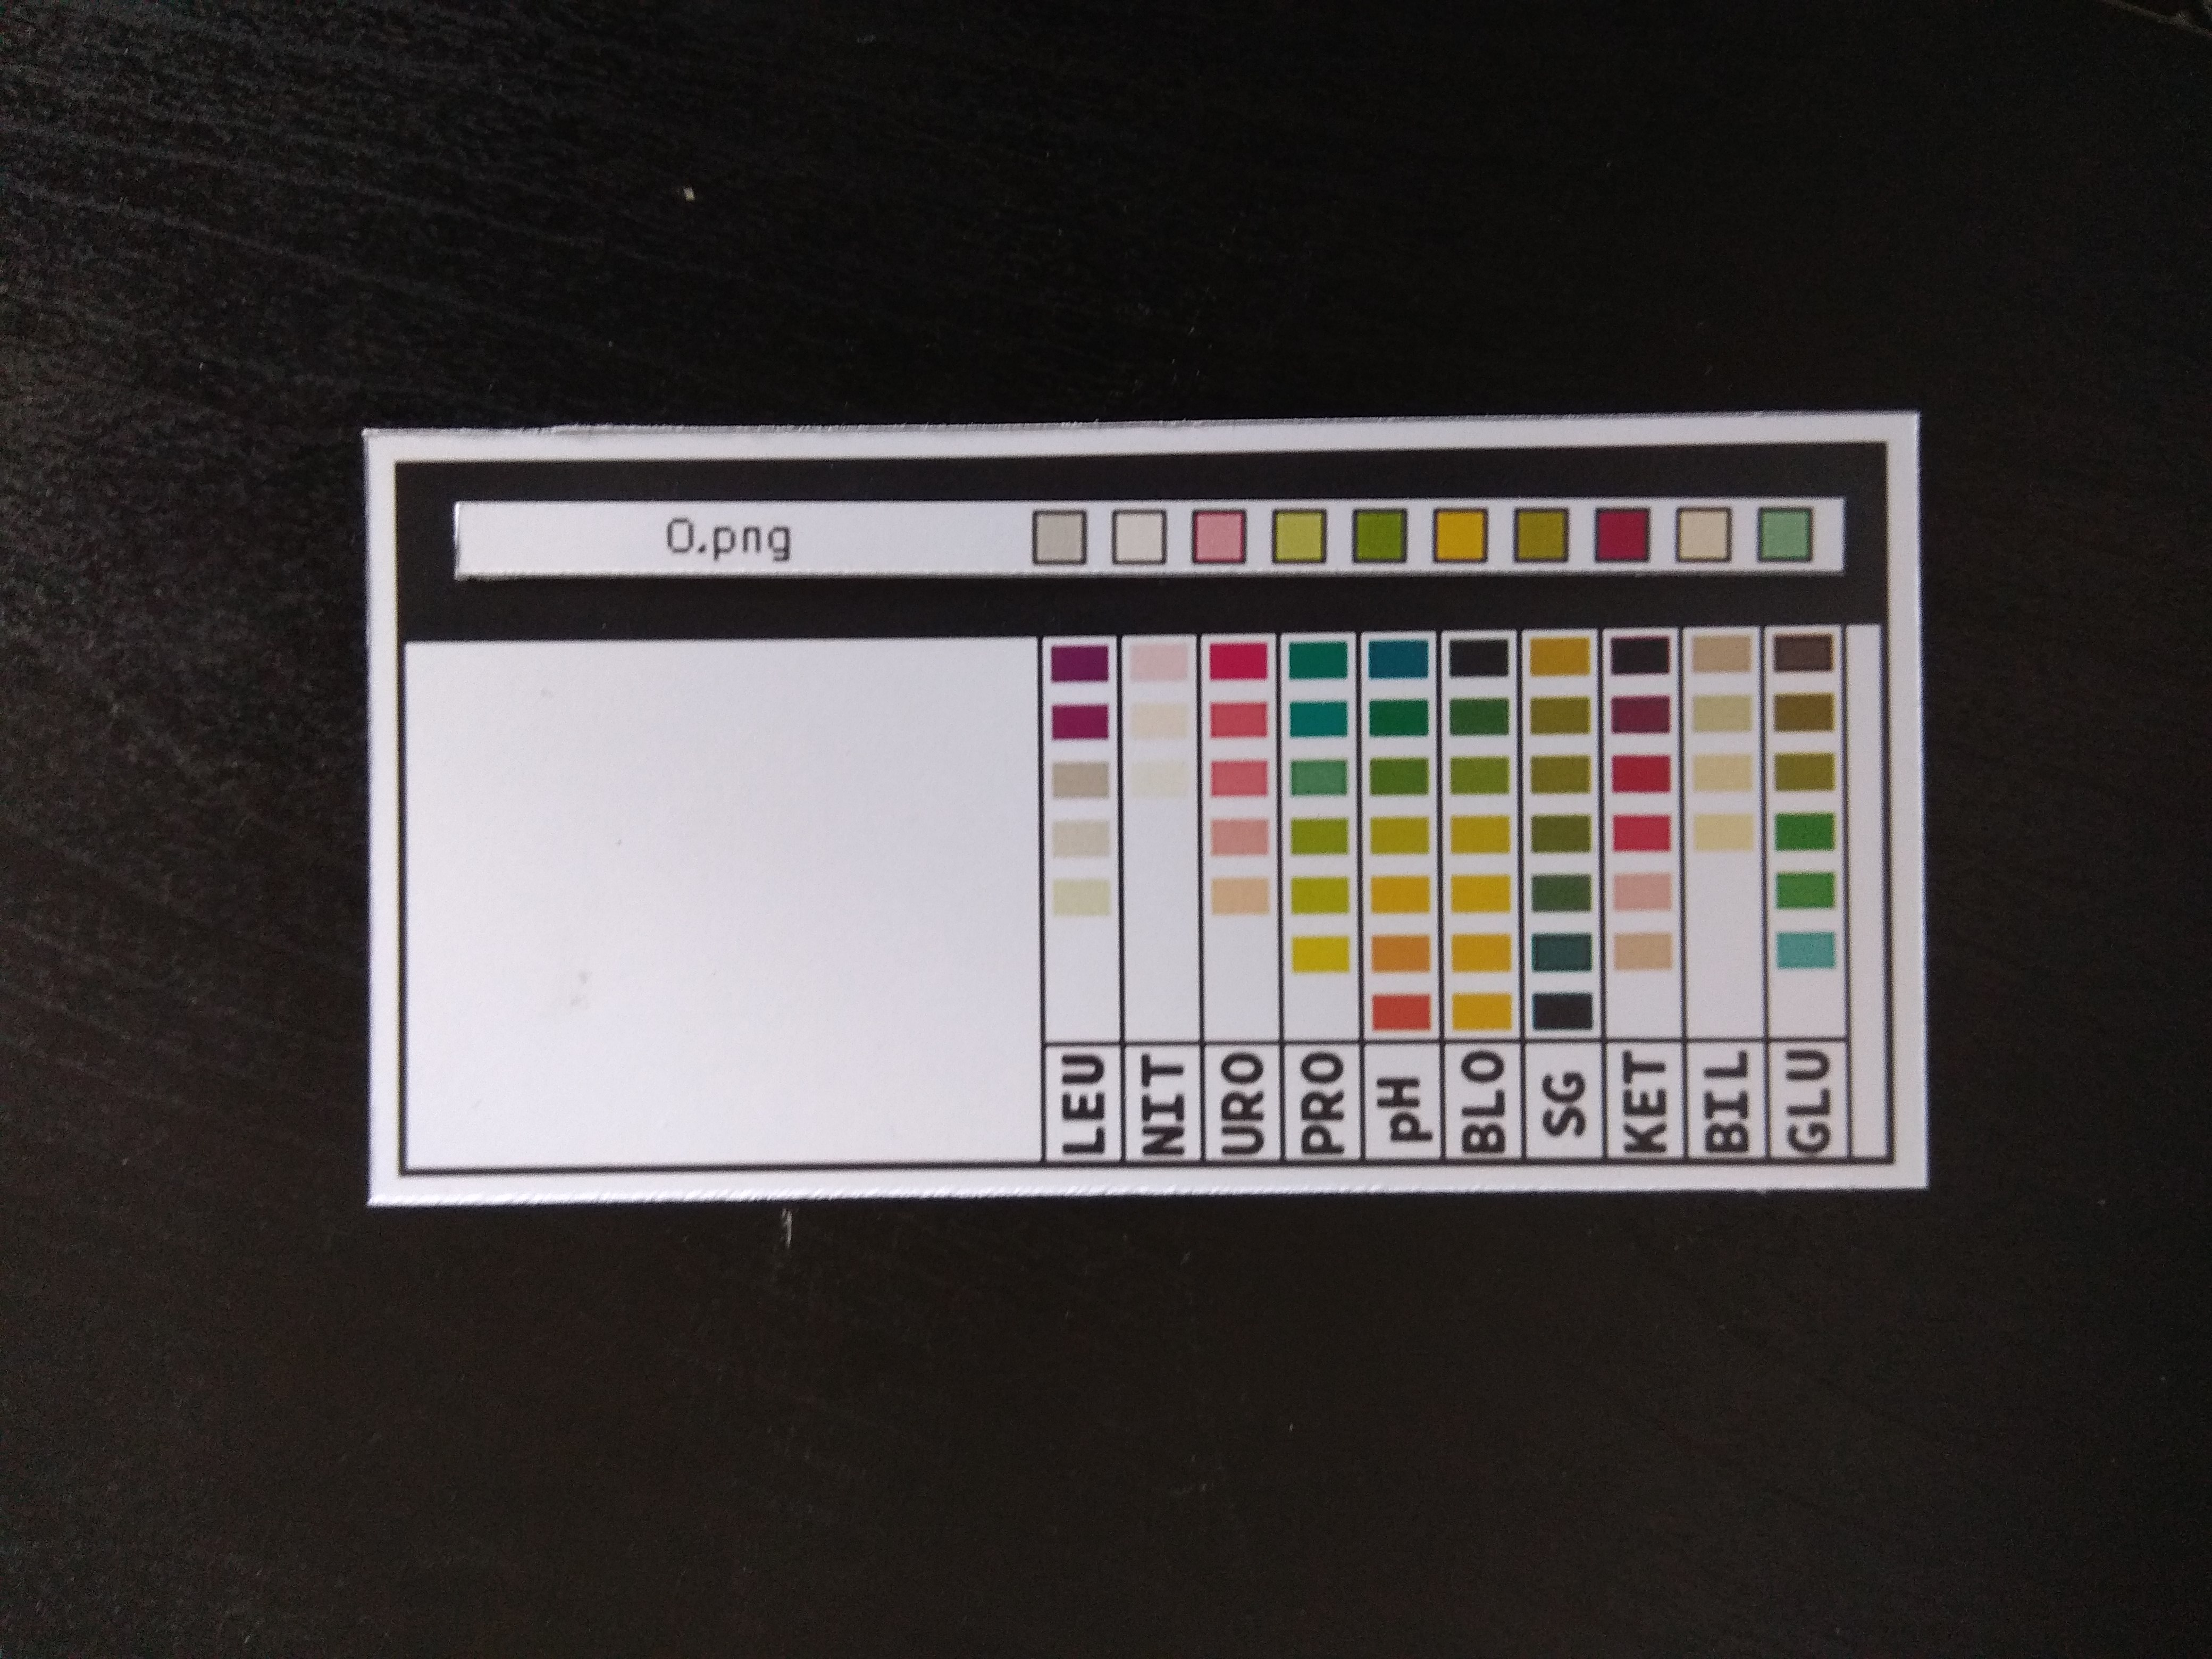 0.png
LEU
NIT
URO
PRO
pH
BLO
SG
KET
BIL
GLU